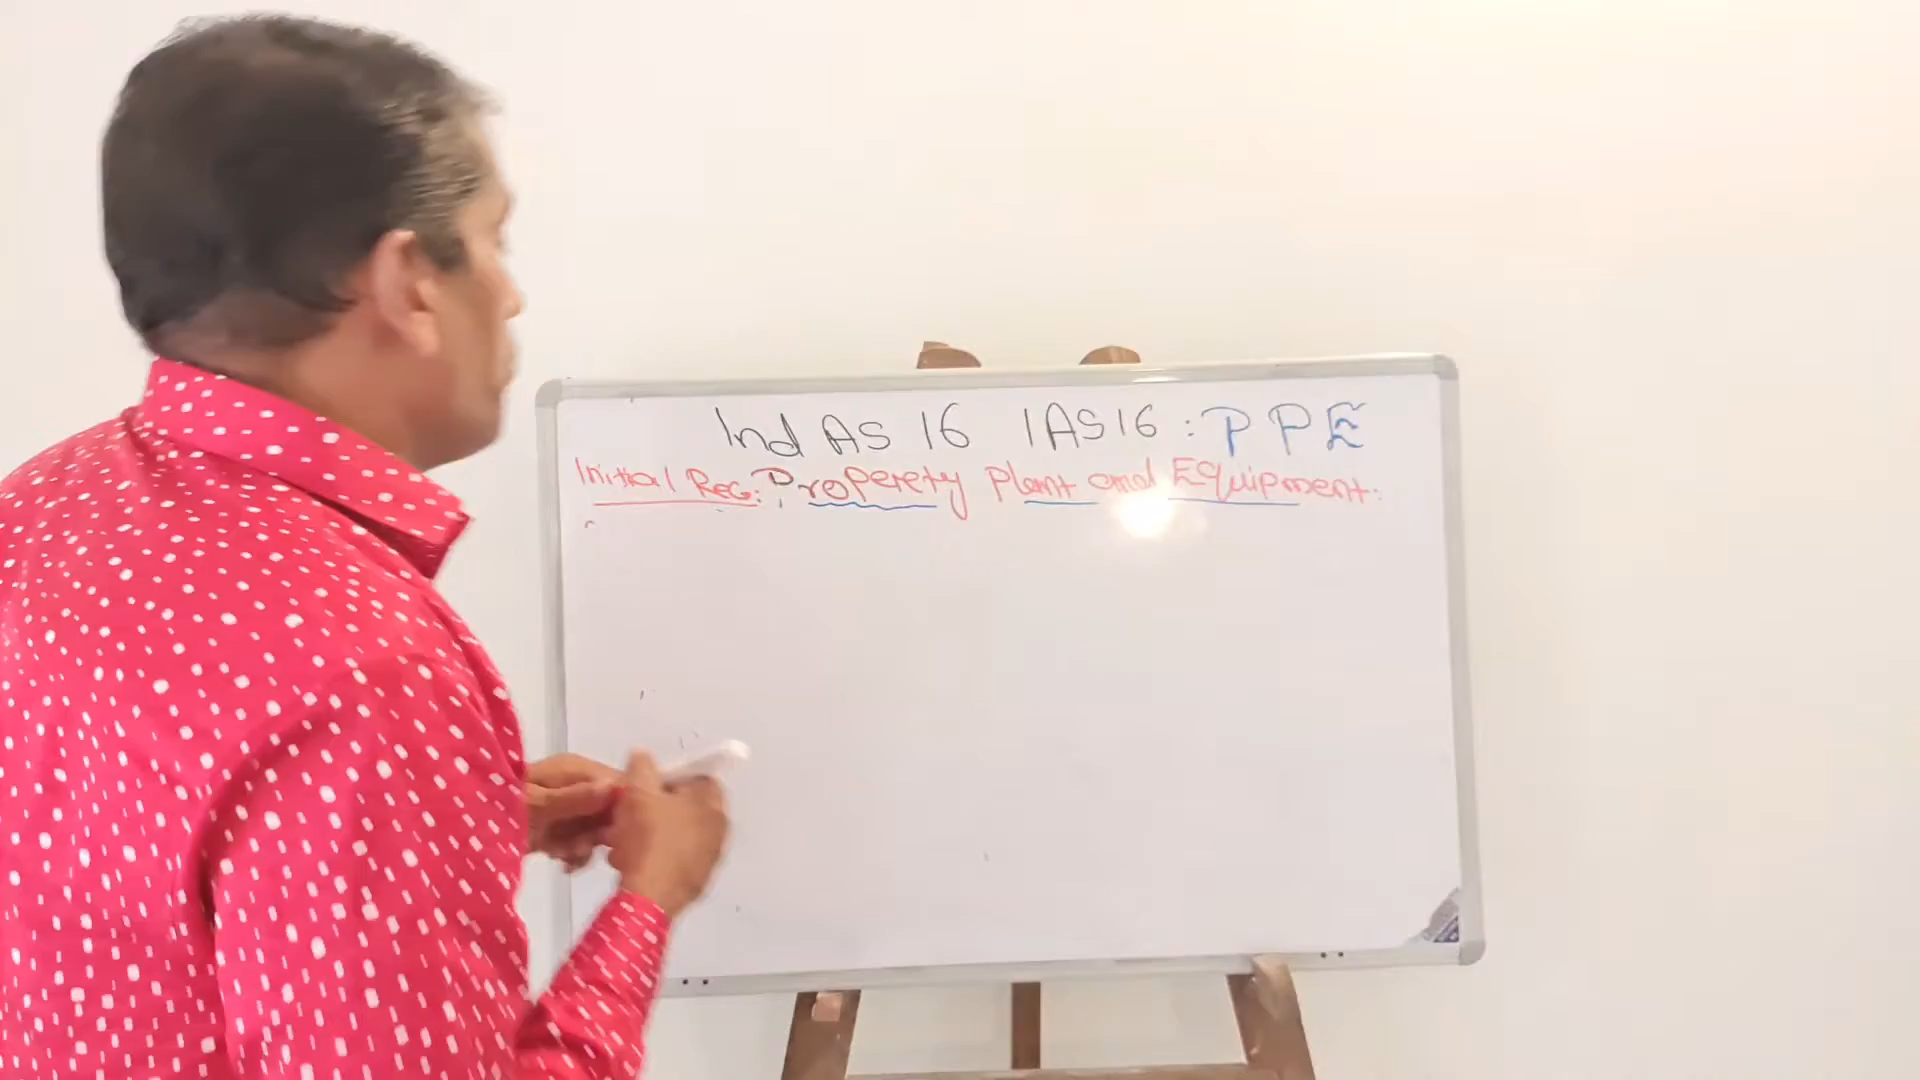 Ind AS 16 IAS16 : PPE
Initial Rec: Properety Plant and Equipment: